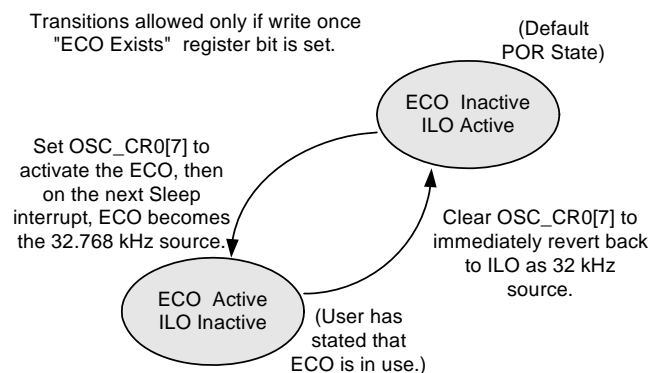 Transitions allowed only if write once
"ECO Exists" register bit is set.
(Default
POR State)
ECO Inactive
ILO Active
Set OSC_CR0[7] to
activate the ECO, then
on the next Sleep
interrupt, ECO becomes
the 32.768 kHz source.
Clear OSC_CR0[7] to
immediately revert back
to ILO as 32 kHz
source.
ECO Active
ILO Inactive
(User has
stated that
ECO is in use.)